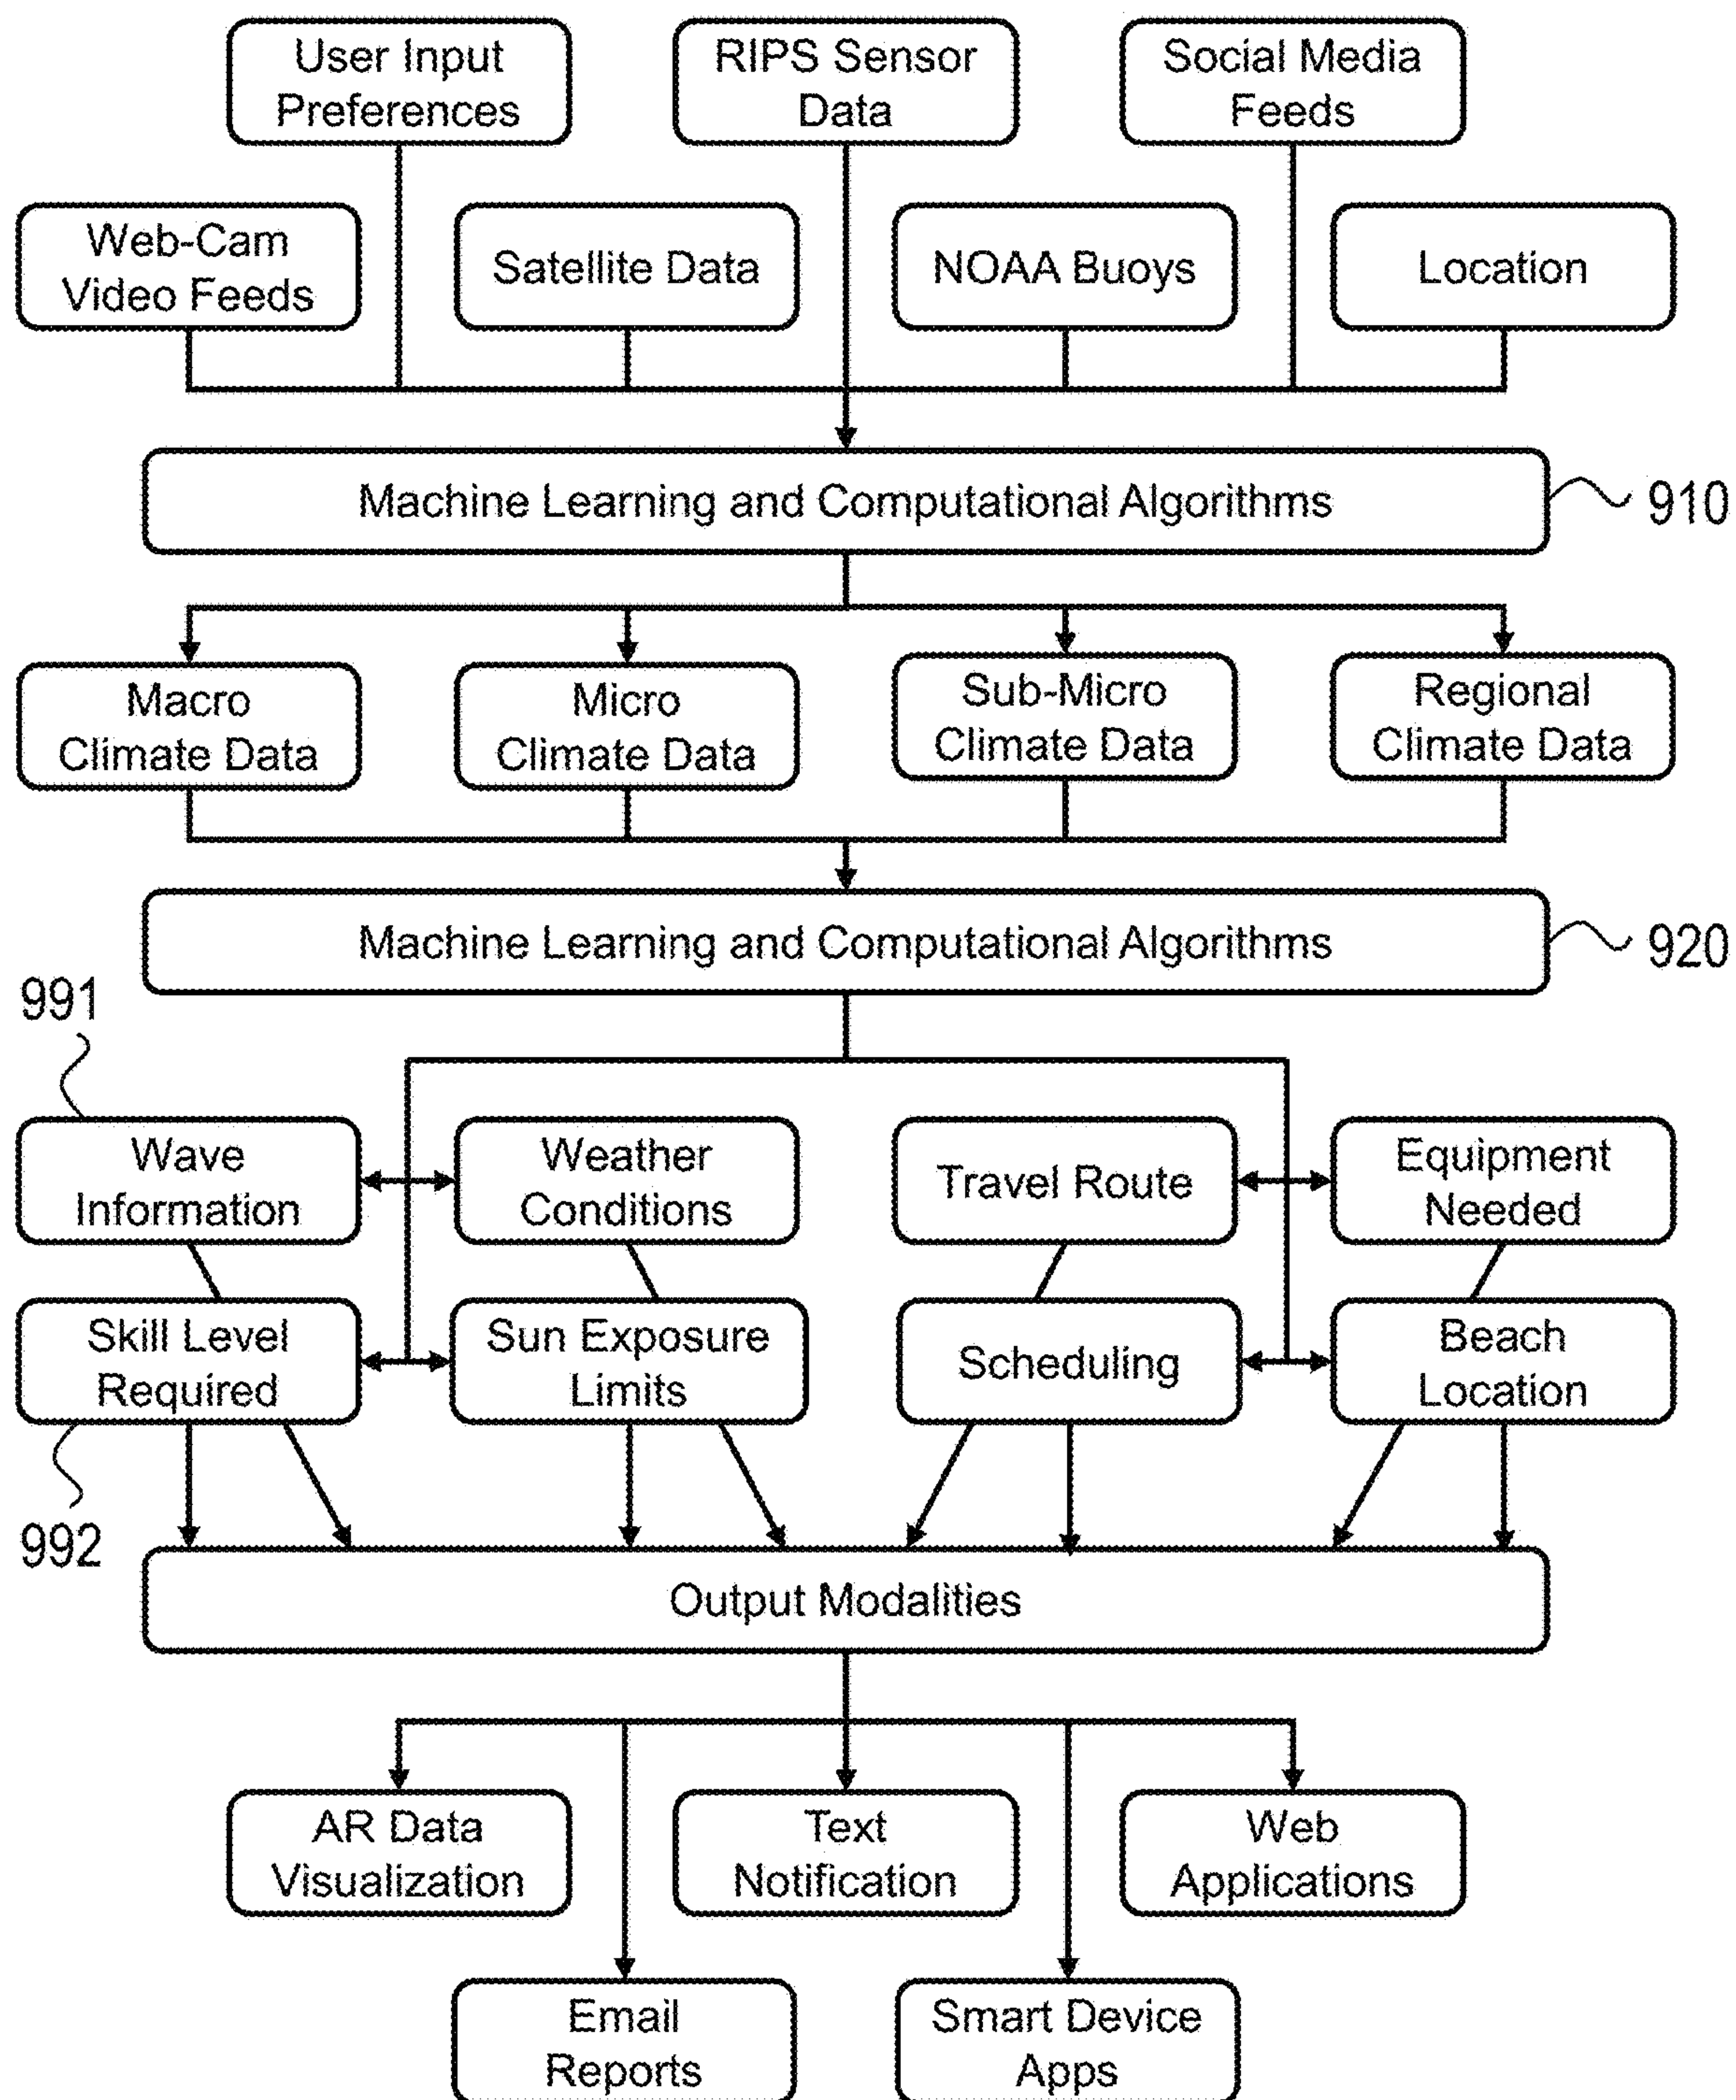 User Input
Preferences
RIPS Sensor
Data
Social Media
Feeds
Web-Cam
Video Feeds
Satellite Data
NOAA Buoys
Location
Machine Learning and Computational Algorithms
910
Macro
Climate Data
Micro
Climate Data
Sub-Micro
Climate Data
Regional
Climate Data
Machine Learning and Computational Algorithms
920
991
Wave
Information
Weather
Conditions
Travel Route
Equipment
Needed
Skill Level
Required
Sun Exposure
Limits
Scheduling
Beach
Location
992
Output Modalities
AR Data
Visualization
Text
Notification
Web
Applications
Email
Reports
Smart Device
Apps